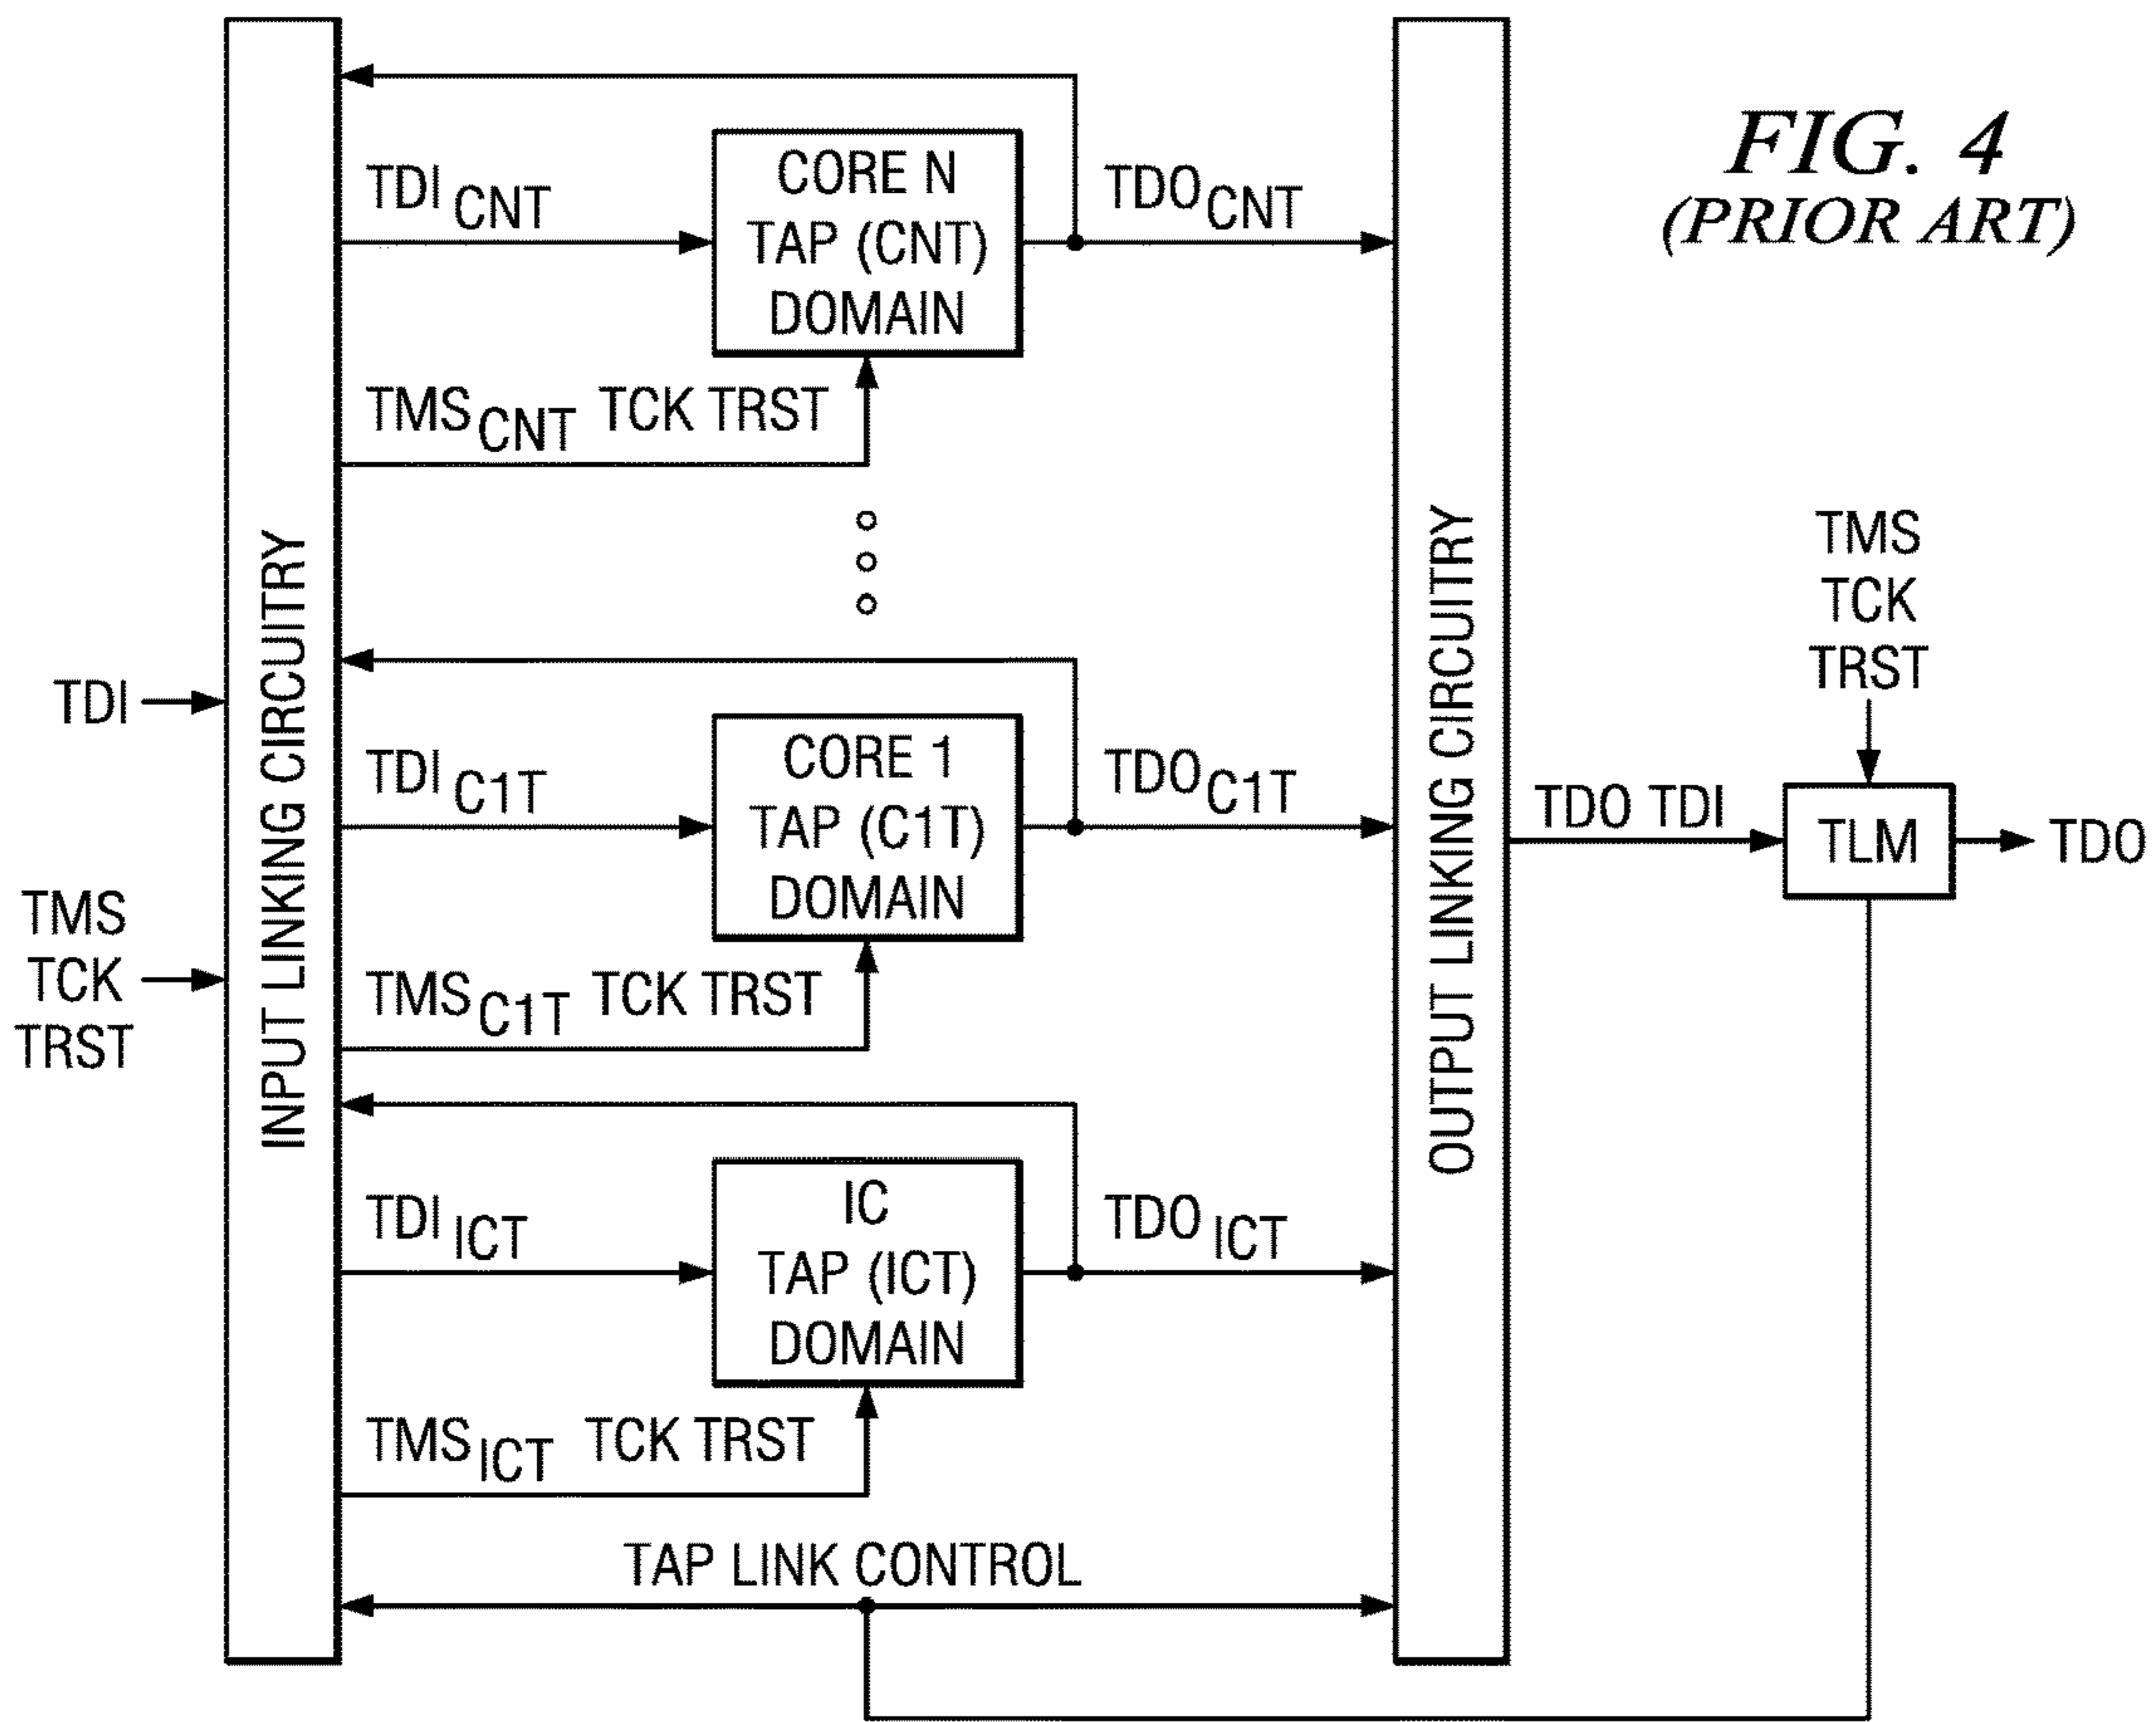 FIG. 4
(PRIOR ART)
TDI CNT
CORE N
TAP (CNT)
DOMAIN
TDO CNT
TMS CNT TCK TRST
INPUT LINKING CIRCUITRY
OUTPUT LINKING CIRCUITRY
TMS
TCK
TRST
TDI
TDI C1T
CORE 1
TAP (C1T)
DOMAIN
TDO C1T
TDO TDI
TLM
TDO
TMS
TCK
TRST
TMS C1T TCK TRST
TDI ICT
IC
TAP (ICT)
DOMAIN
TDO ICT
TMS ICT TCK TRST
TAP LINK CONTROL